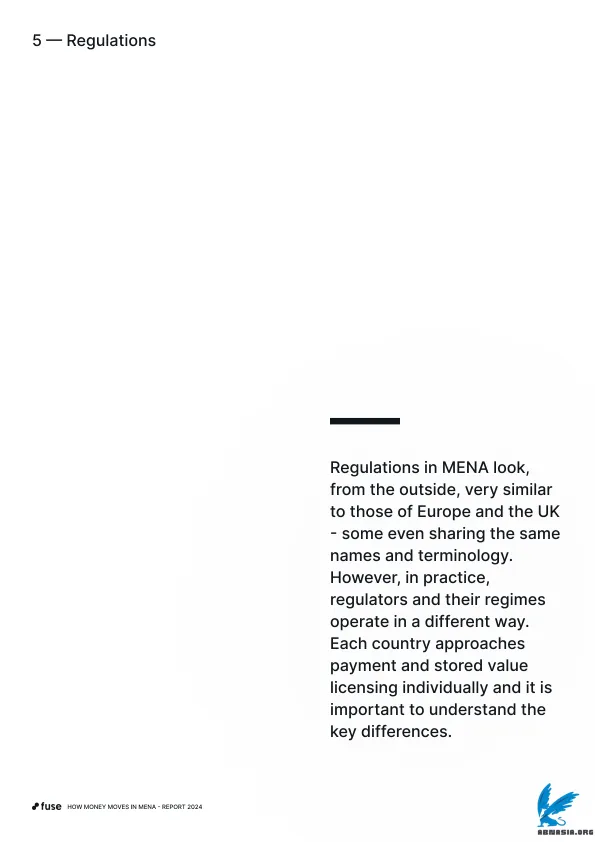 5 — Regulations
Regulations in MENA look,
from the outside, very similar
to those of Europe and the UK
- some even sharing the same
names and terminology.
However, in practice,
regulators and their regimes
operate in a different way.
Each country approaches
payment and stored value
licensing individually and it is
important to understand the
key differences.
fuse HOW MONEY MOVES IN MENA - REPORT 2024
ABNASIA.ORG